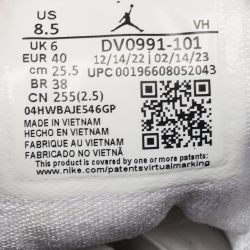 US
8.5
VH
UK 6
EUR 40
cm 25.5
BR 38
CN 255(2.5)
DV0991-101
12/14/22 02/14/23
UPC 00196608052043
04HWBAJE546GP
MADE IN VIETNAM
HECHO EN VIETNAM
FABRIQUE AU VIETNAM
FABRICADO NO VIETNÃ
This product is covered by one or more patents. See
www.nike.com/patentsvirtualmarking